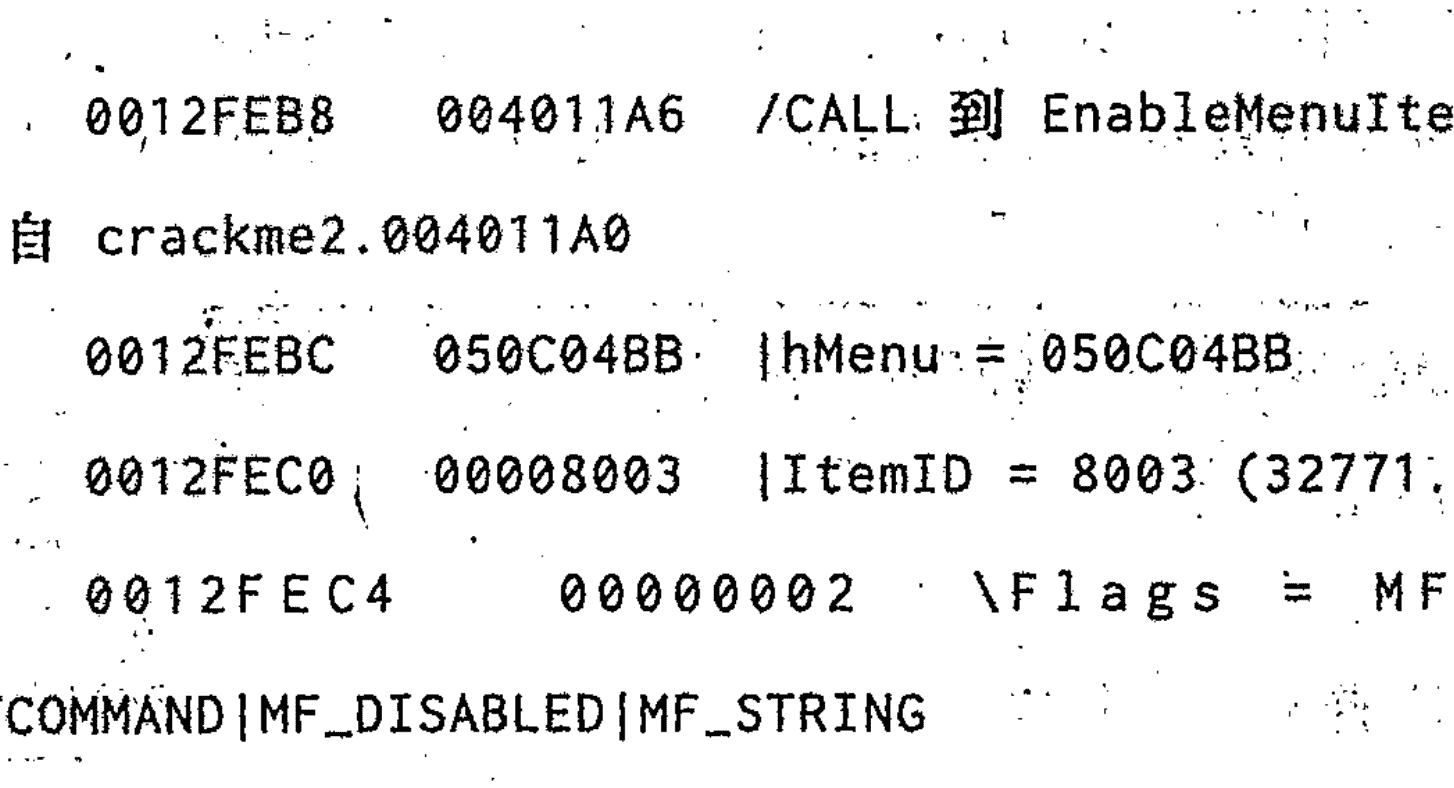 0012FEB8 004011A6 /CALL 到 EnableMenuIte
自 crackme2.004011A0
0012FEBC 050C04BB |hMenu = 050C04BB
0012FEC0 00008003 |ItemID = 8003 (32771.
0012FEC4 00000002 \Flags = MF
COMMAND|MF_DISABLED|MF_STRING